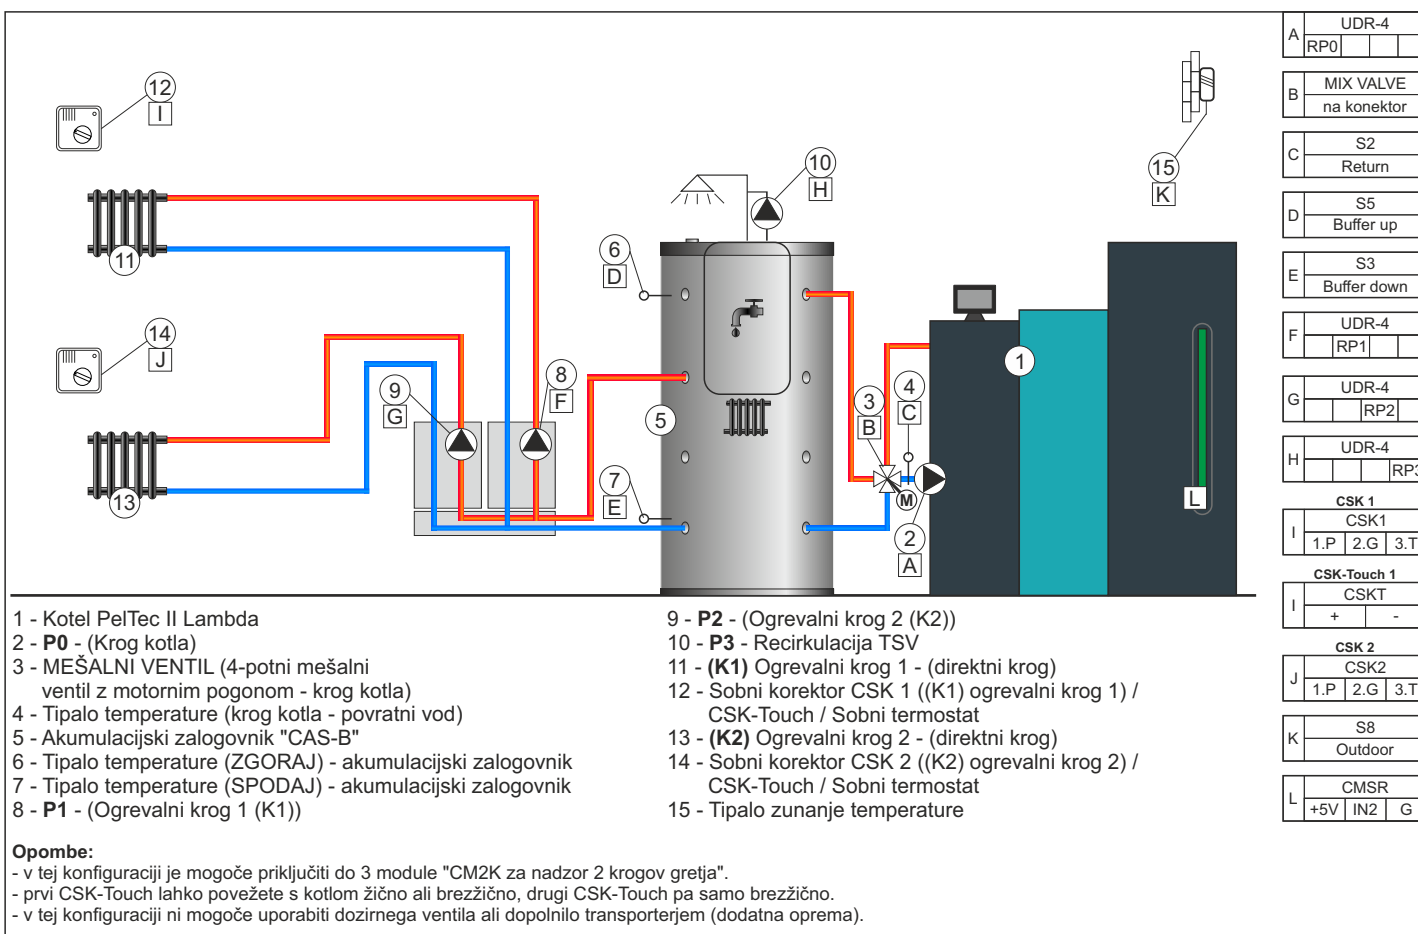 12
I
14
J
11
13
9
G
8
F
6
D
7
E
5
10
H
3
B
4
C
M
2
A
1
15
K
L
A UDR-4
RP0
B MIX VALVE
na konektor
C S2
Return
D S5
Buffer up
E S3
Buffer down
F UDR-4
RP1
G UDR-4
RP2
H UDR-4
RP3
CSK 1
I CSK1
1.P 2.G 3.T
CSK-Touch 1
I CSKT
+ -
CSK 2
J CSK2
1.P 2.G 3.T
K S8
Outdoor
L CMSR
+5V IN2 G
1 - Kotel PelTec II Lambda
2 - P0 - (Krog kotla)
3 - MEŠALNI VENTIL (4-potni mešalni
ventil z motornim pogonom - krog kotla)
4 - Tipalo temperature (krog kotla - povratni vod)
5 - Akumulacijski zalogovnik "CAS-B"
6 - Tipalo temperature (ZGORAJ) - akumulacijski zalogovnik
7 - Tipalo temperature (SPODAJ) - akumulacijski zalogovnik
8 - P1 - (Ogrevalni krog 1 (K1))
9 - P2 - (Ogrevalni krog 2 (K2))
10 - P3 - Recirkulacija TSV
11 - (K1) Ogrevalni krog 1 - (direktni krog)
12 - Sobni korektor CSK 1 ((K1) ogrevalni krog 1) /
CSK-Touch / Sobni termostat
13 - (K2) Ogrevalni krog 2 - (direktni krog)
14 - Sobni korektor CSK 2 ((K2) ogrevalni krog 2) /
CSK-Touch / Sobni termostat
15 - Tipalo zunanje temperature
Opombe:
- v tej konfiguraciji je mogoče priključiti do 3 module "CM2K za nadzor 2 krogov gretja".
- prvi CSK-Touch lahko povežete s kotlom žično ali brezžično, drugi CSK-Touch pa samo brezžično.
- v tej konfiguraciji ni mogoče uporabiti dozirnega ventila ali dopolnilo transporterjem (dodatna oprema).